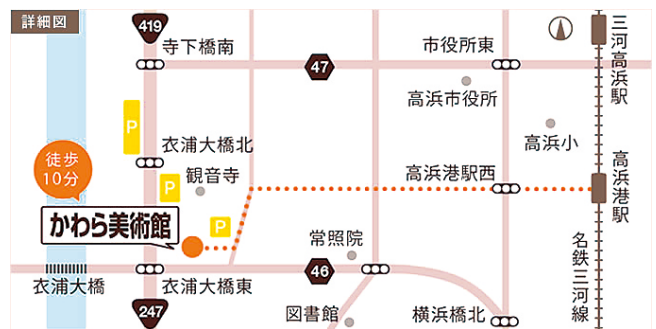 詳細図
419
寺下橋南
市役所東
三河高浜駅
47
高浜市役所
P
衣浦大橋北
高浜小
徒歩
10分
観音寺
高浜港駅西
高浜港駅
P
かわら美術館
P
常照院
名鉄三河線
衣浦大橋
衣浦大橋東
46
247
図書館
横浜橋北